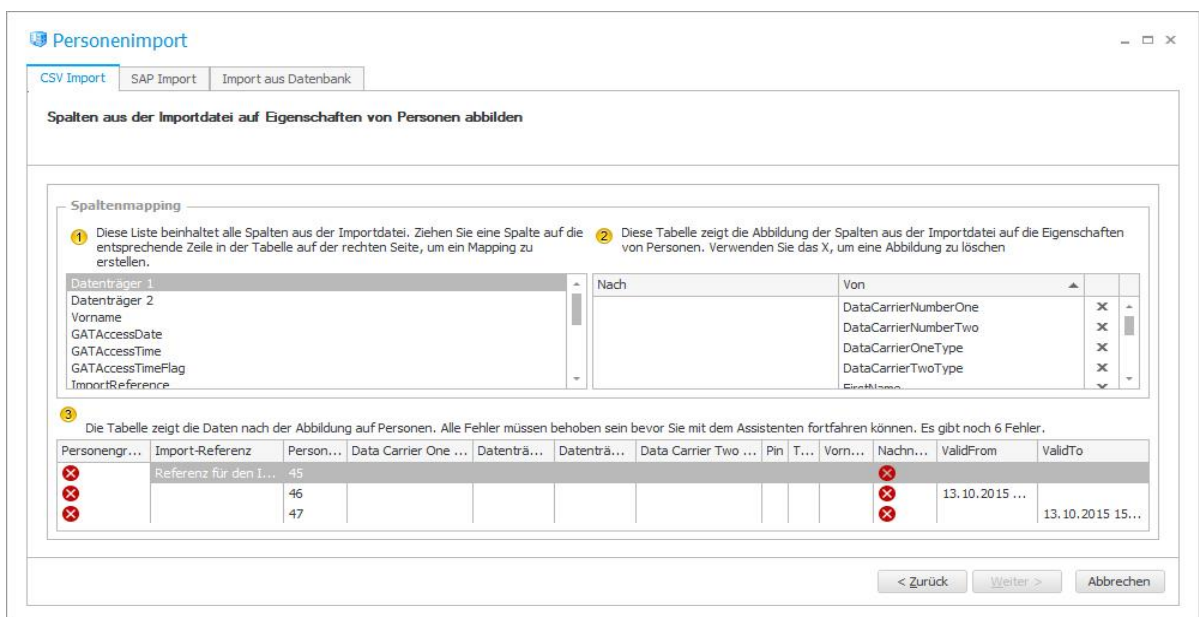 Personenimport
CSV Import SAP Import Import aus Datenbank
Spalten aus der Importdatei auf Eigenschaften von Personen abbilden
Spaltenmapping
1 Diese Liste beinhaltet alle Spalten aus der Importdatei. Ziehen Sie eine Spalte auf die
entsprechende Zeile in der Tabelle auf der rechten Seite, um ein Mapping zu
erstellen.
2 Diese Tabelle zeigt die Abbildung der Spalten aus der Importdatei auf die Eigenschaften
von Personen. Verwenden Sie das X, um eine Abbildung zu löschen
Datenträger 1
Datenträger 2
Vorname
GATAccessDate
GATAccessTime
GATAccessTimeFlag
ImportReference
Nach Von
DataCarrierNumberOne
DataCarrierNumberTwo
DataCarrierOneType
DataCarrierTwoType
FirstName
3
Die Tabelle zeigt die Daten nach der Abbildung auf Personen. Alle Fehler müssen behoben sein bevor Sie mit dem Assistenten fortfahren können. Es gibt noch 6 Fehler.
Personengr... Import-Referenz Person... Data Carrier One ... Datenträ... Datenträ... Data Carrier Two ... Pin T... Vorn... Nachn... ValidFrom ValidTo
Referenz für den I... 45
46 13.10.2015 ...
47 13.10.2015 15...
< Zurück Weiter > Abbrechen